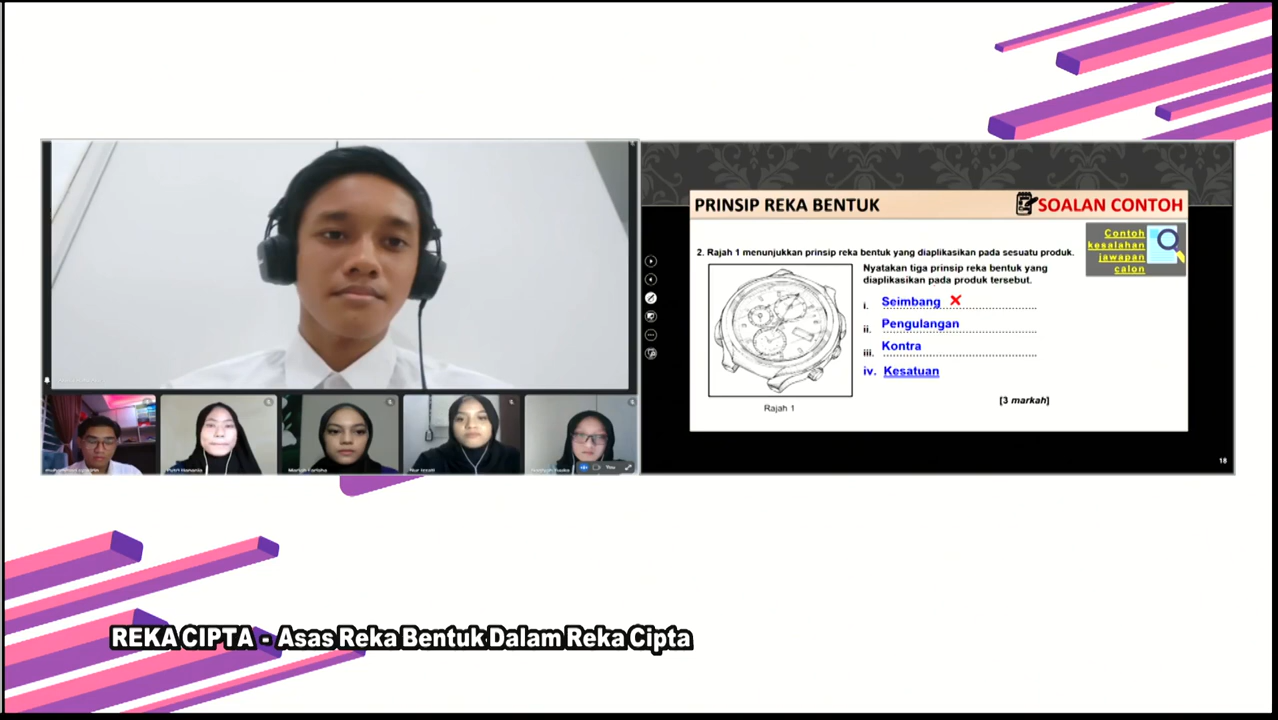 PRINSIP REKA BENTUK
SOALAN CONTOH
Contoh
kesalahan
jawapan
calon
2. Rajah 1 menunjukkan prinsip reka bentuk yang diaplikasikan pada sesuatu produk.
Nyatakan tiga prinsip reka bentuk yang
diaplikasikan pada produk tersebut.
i. Seimbang
ii. Pengulangan
iii. Kontra
iv. Kesatuan
[3 markah]
Rajah 1
18
You
REKA CIPTA - Asas Reka Bentuk Dalam Reka Cipta